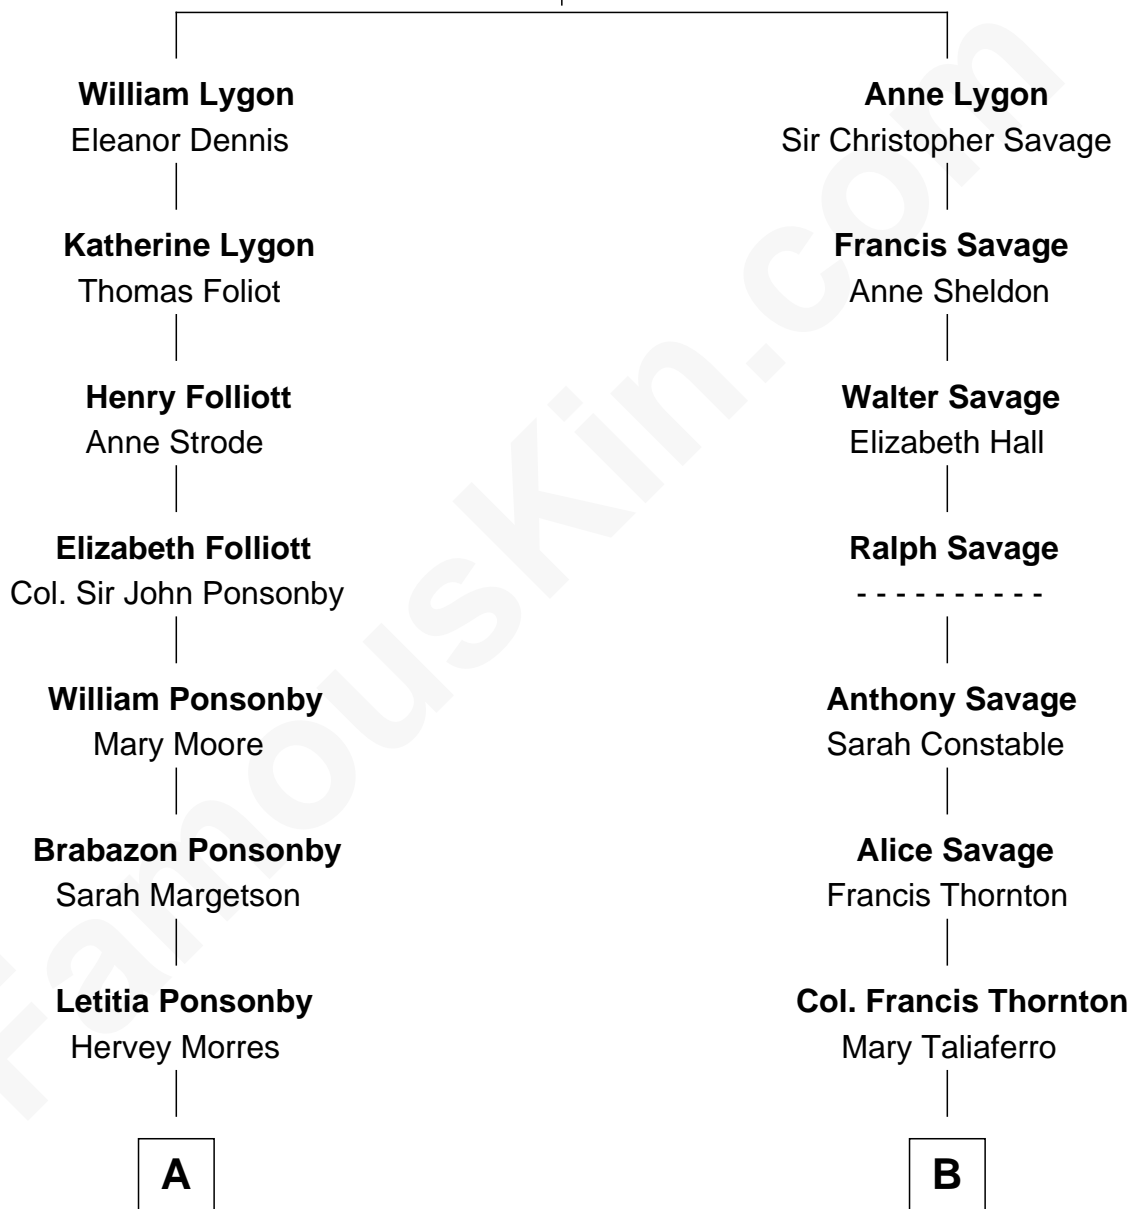 William Lygon
Eleanor Dennis
Katherine Lygon
Thomas Foliot
Henry Folliott
Anne Strode
Elizabeth Folliott
Col. Sir John Ponsonby
William Ponsonby
Mary Moore
Brabazon Ponsonby
Sarah Margetson
Letitia Ponsonby
Hervey Morres
A
Anne Lygon
Sir Christopher Savage
Francis Savage
Anne Sheldon
Walter Savage
Elizabeth Hall
Ralph Savage
- - - - - - - - - -
Anthony Savage
Sarah Constable
Alice Savage
Francis Thornton
Col. Francis Thornton
Mary Taliaferro
B
FamousKin.com